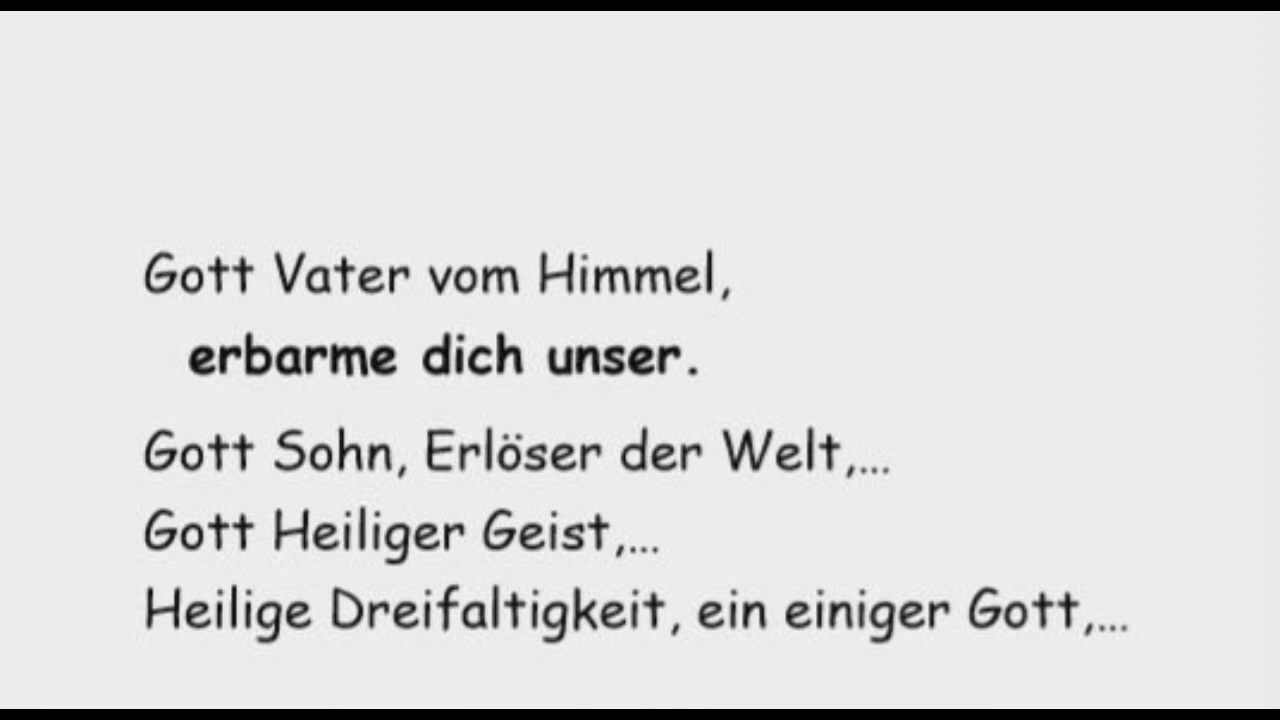 Gott Vater vom Himmel,
erbarme dich unser.
Gott Sohn, Erlöser der Welt,...
Gott Heiliger Geist,...
Heilige Dreifaltigkeit, ein einiger Gott,...